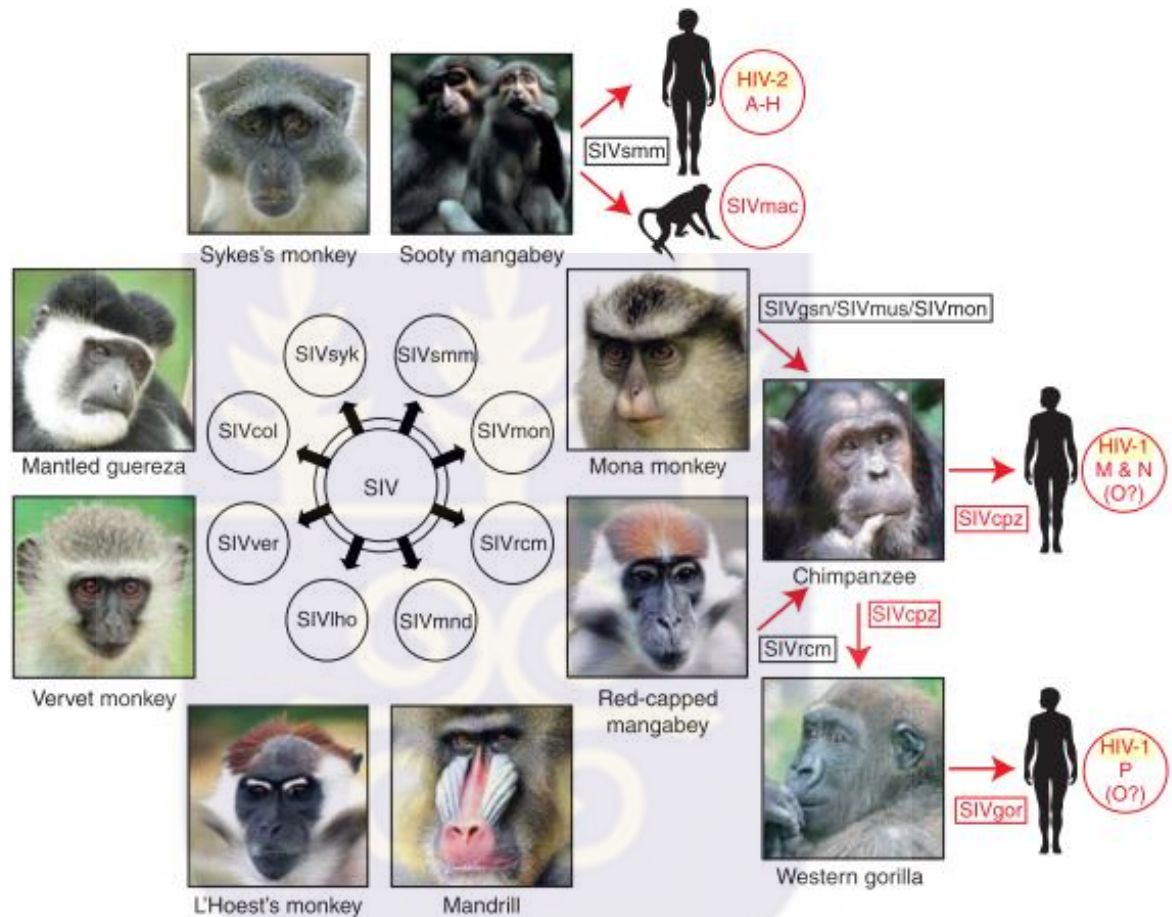 HIV-2
A-H
SIVsmm
SIVmac
Sykes's monkey
Sooty mangabey
SIVgsn/SIVmus/SIVmon
SIVsyk
SIVsmm
SIVcol
SIVmon
Mantled guereza
Mona monkey
SIV
HIV-1
M & N
(O?)
SIVcpz
SIVver
SIVrcm
Chimpanzee
SIVlho
SIVmnd
SIVcpz
SIVrcm
Vervet monkey
Red-capped
mangabey
HIV-1
P
(O?)
SIVgor
Western gorilla
L'Hoest's monkey
Mandrill